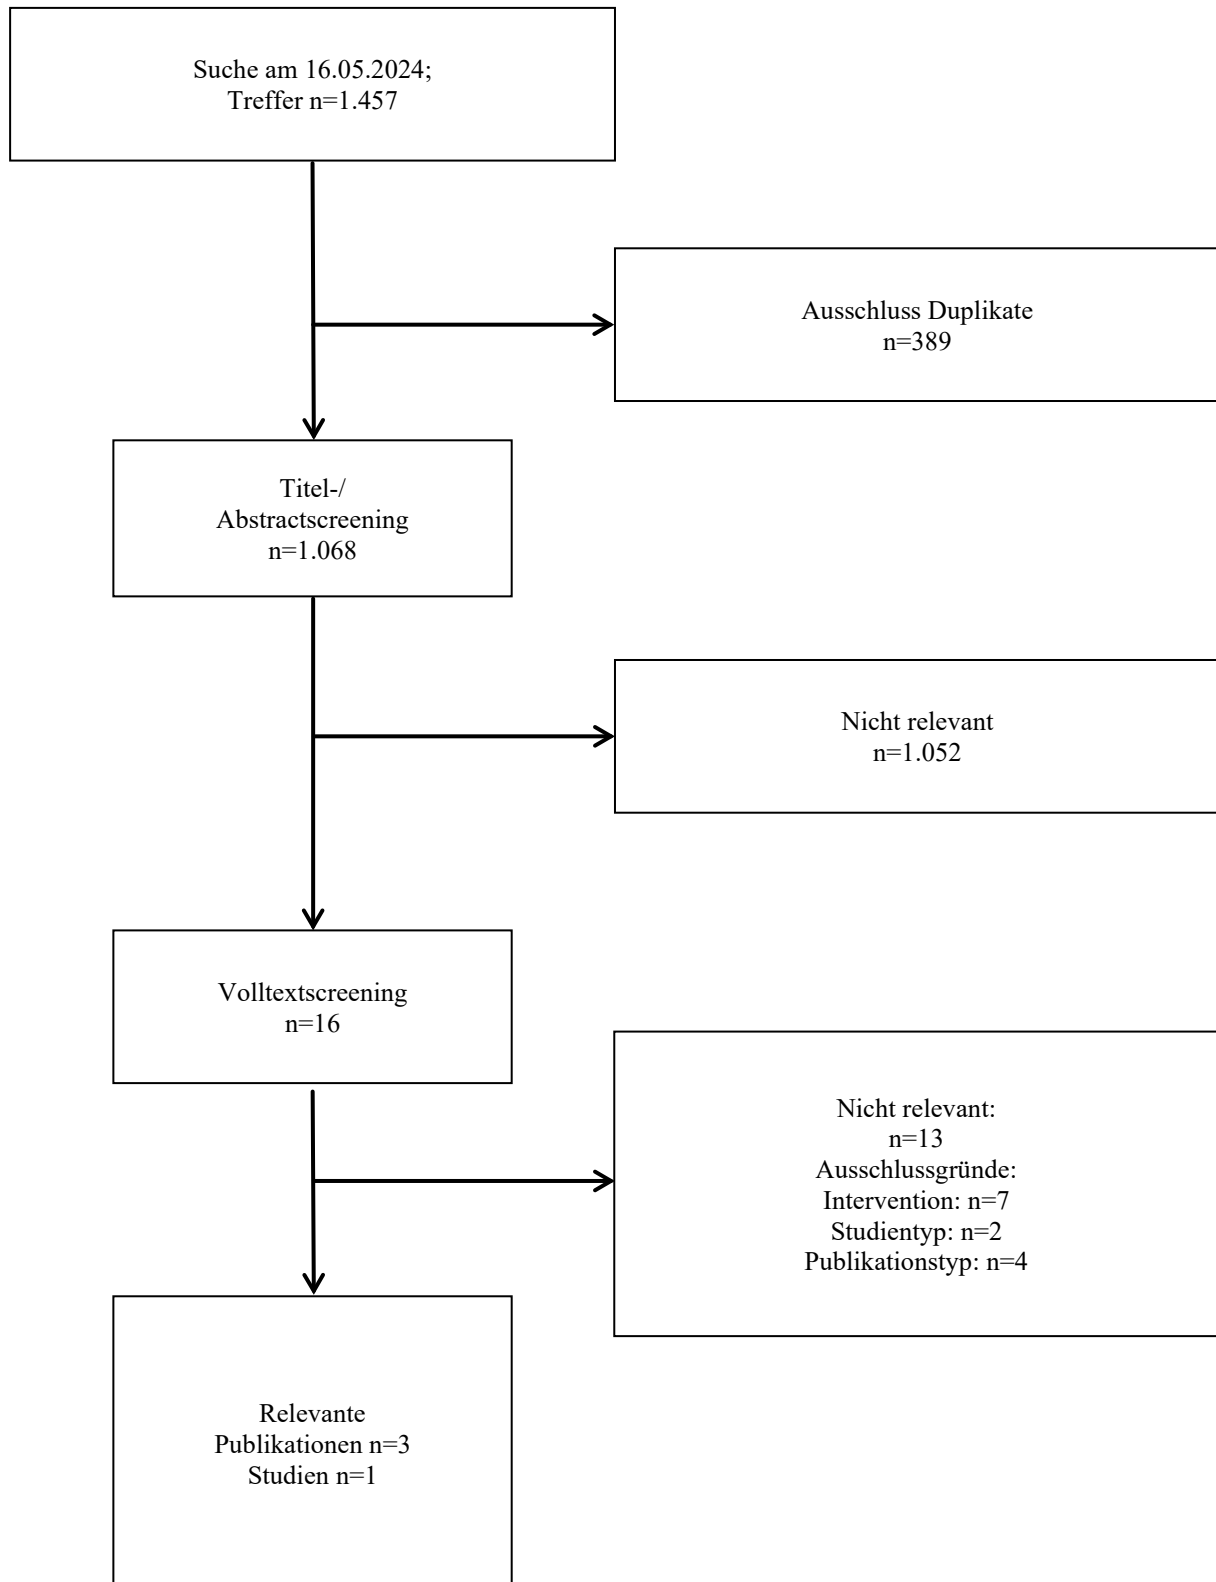 Suche am 16.05.2024;
Treffer n=1.457
Ausschluss Duplikate
n=389
Titel-/
Abstractscreening
n=1.068
Nicht relevant
n=1.052
Volltextscreening
n=16
Nicht relevant:
n=13
Ausschlussgründe:
Intervention: n=7
Studientyp: n=2
Publikationstyp: n=4
Relevante
Publikationen n=3
Studien n=1